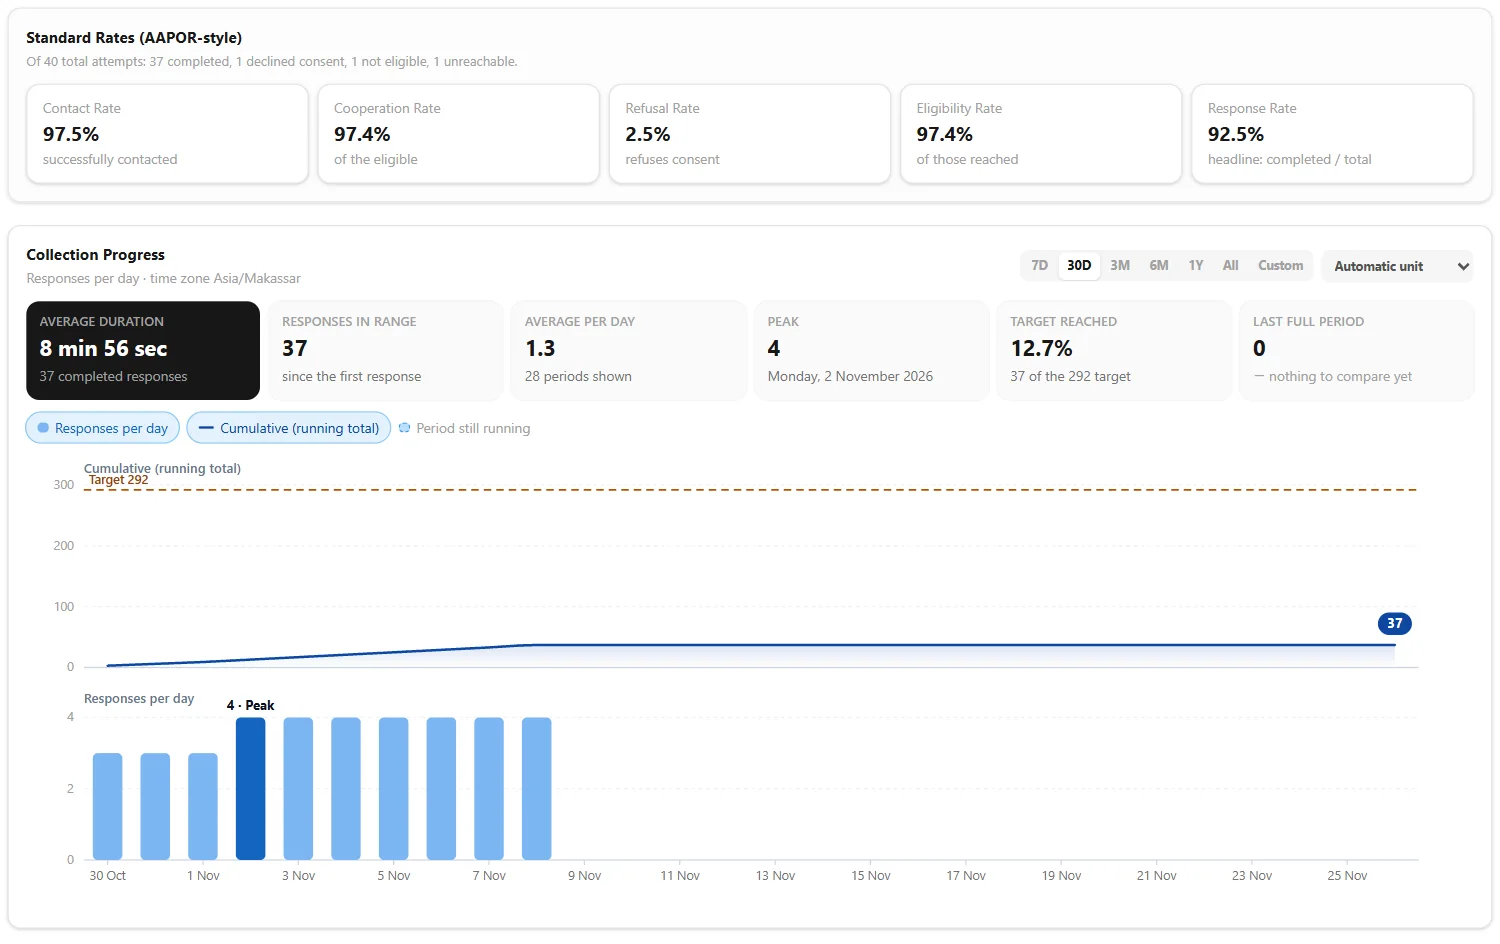 Standard Rates (AAPOR-style)
Of 40 total attempts: 37 completed, 1 declined consent, 1 not eligible, 1 unreachable.
Contact Rate
97.5%
successfully contacted
Cooperation Rate
97.4%
of the eligible
Refusal Rate
2.5%
refuses consent
Eligibility Rate
97.4%
of those reached
Response Rate
92.5%
headline: completed / total
Collection Progress
Responses per day · time zone Asia/Makassar
7D 30D 3M 6M 1Y All Custom
Automatic unit
AVERAGE DURATION
8 min 56 sec
37 completed responses
RESPONSES IN RANGE
37
since the first response
AVERAGE PER DAY
1.3
28 periods shown
PEAK
4
Monday, 2 November 2026
TARGET REACHED
12.7%
37 of the 292 target
LAST FULL PERIOD
0
— nothing to compare yet
Responses per day
Cumulative (running total)
Period still running
Cumulative (running total)
Target 292
300
200
100
0
37
Responses per day
4 · Peak
4
2
0
30 Oct 1 Nov 3 Nov 5 Nov 7 Nov 9 Nov 11 Nov 13 Nov 15 Nov 17 Nov 19 Nov 21 Nov 23 Nov 25 Nov